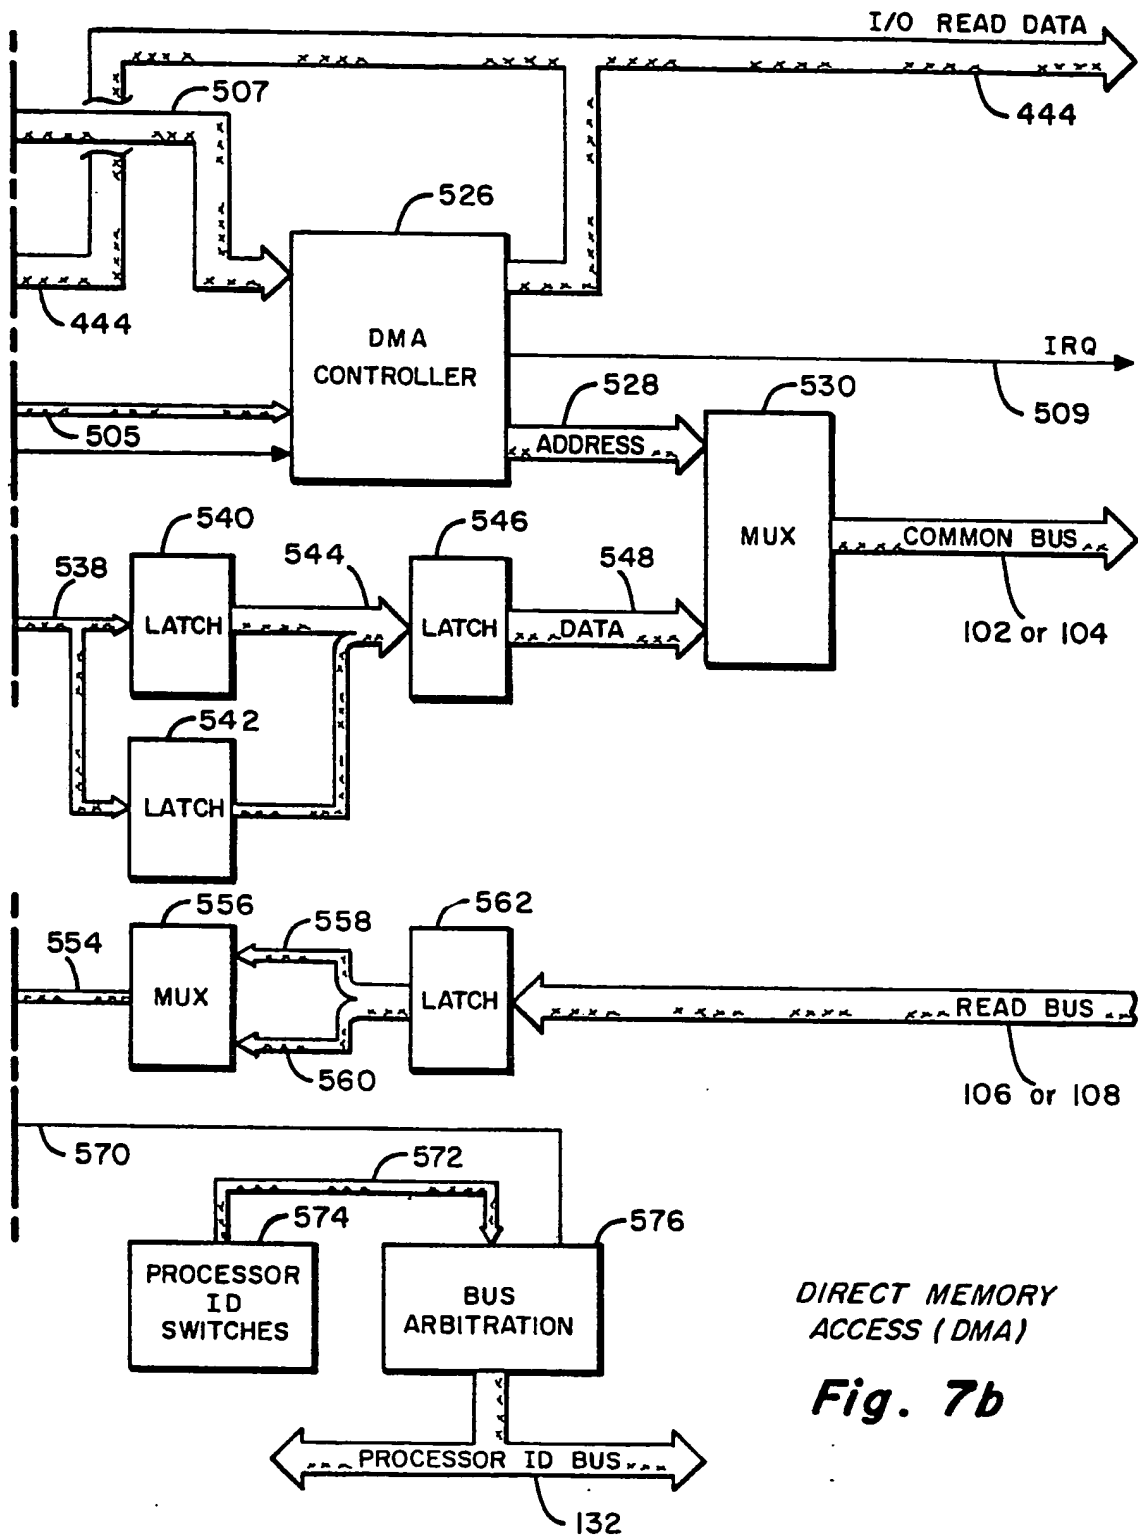 I/O READ DATA
507
444
526
444
DMA
CONTROLLER
IRQ
528
530
509
505
ADDRESS
540
546
MUX
COMMON BUS
538
544
548
LATCH
LATCH
DATA
102 or 104
542
LATCH
556
562
554
558
MUX
LATCH
READ BUS
560
106 or 108
570
572
574
576
PROCESSOR
ID
SWITCHES
BUS
ARBITRATION
DIRECT MEMORY
ACCESS (DMA)
Fig. 7b
PROCESSOR ID BUS
132